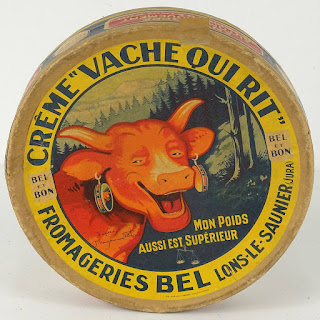 CRÈME "VACHE QUI RIT"
BEL
et
BON
BEL
et
BON
MON POIDS
AUSSI EST SUPÉRIEUR
FROMAGERIES BEL LONS-LE-SAUNIER (JURA)